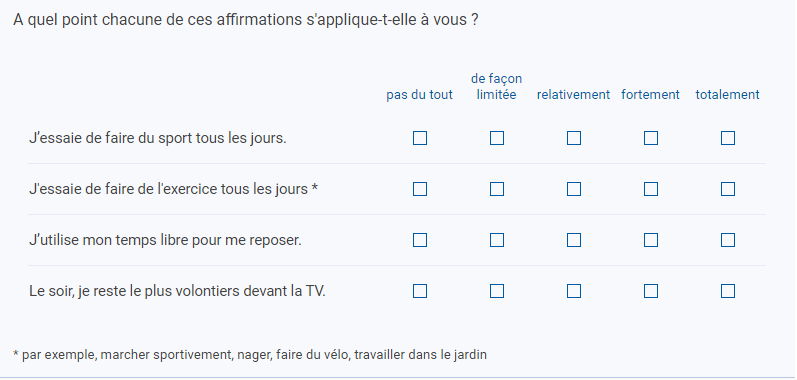 A quel point chacune de ces affirmations s'applique-t-elle à vous ?
pas du tout de façon limitée relativement fortement totalement
J'essaie de faire du sport tous les jours.
J'essaie de faire de l'exercice tous les jours *
J'utilise mon temps libre pour me reposer.
Le soir, je reste le plus volontiers devant la TV.
* par exemple, marcher sportivement, nager, faire du vélo, travailler dans le jardin